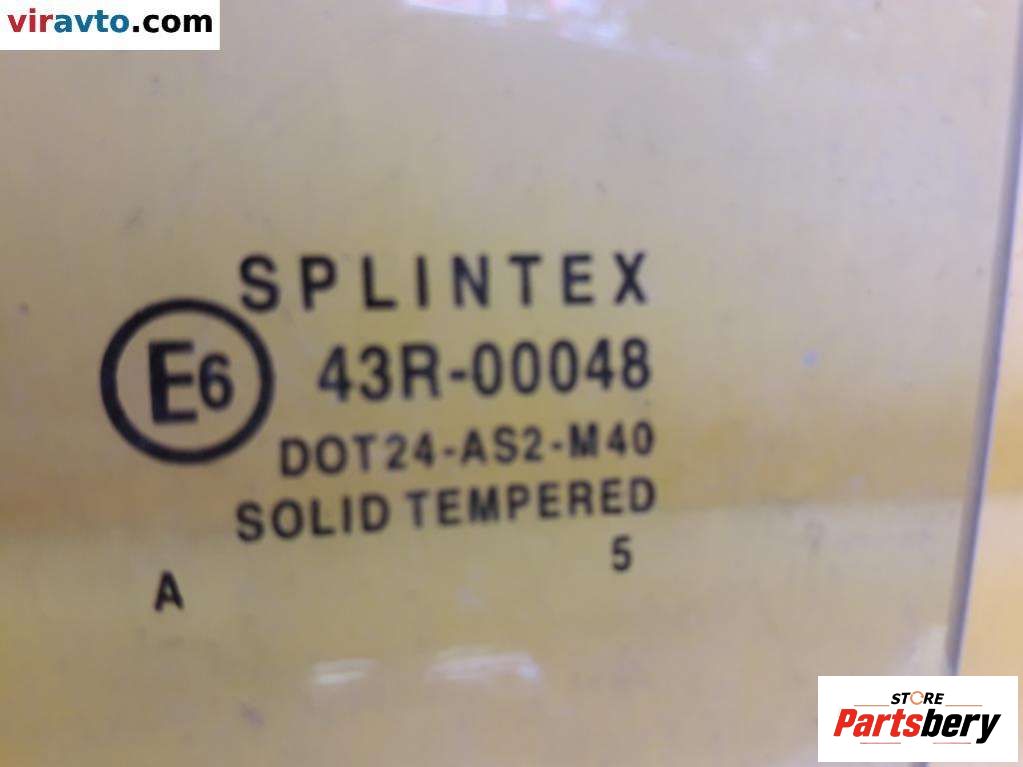 viravto.com
SPLINTEX
E6
43R-00048
DOT24-AS2-M40
SOLID TEMPERED
5
A
STORE
Partsbery